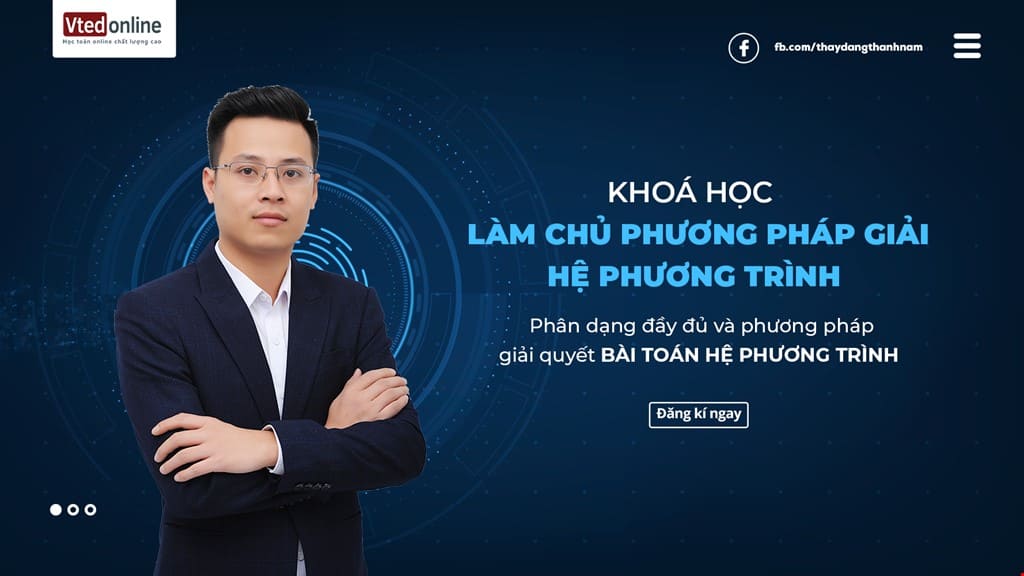 Vtedonline
Học toán online chất lượng cao
fb.com/thaydangthanhnam
KHOÁ HỌC
LÀM CHỦ PHƯƠNG PHÁP GIẢI
HỆ PHƯƠNG TRÌNH
Phân dạng đầy đủ và phương pháp
giải quyết BÀI TOÁN HỆ PHƯƠNG TRÌNH
Đăng kí ngay